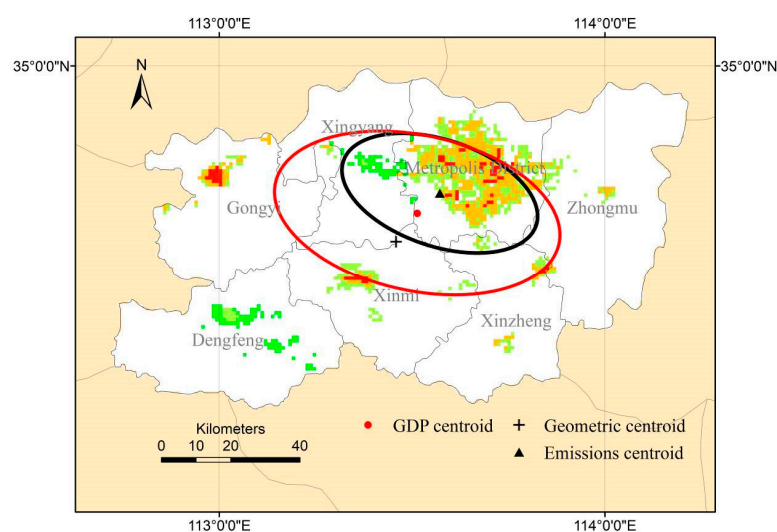 113°0'0"E 114°0'0"E
35°0'0"N 35°0'0"N
N
Xingyang
Metropolis District
Gongyi
Zhongmu
Xinmi
Xinzheng
Dengfeng
Kilometers
0 10 20 40
GDP centroid
Geometric centroid
Emissions centroid
113°0'0"E 114°0'0"E